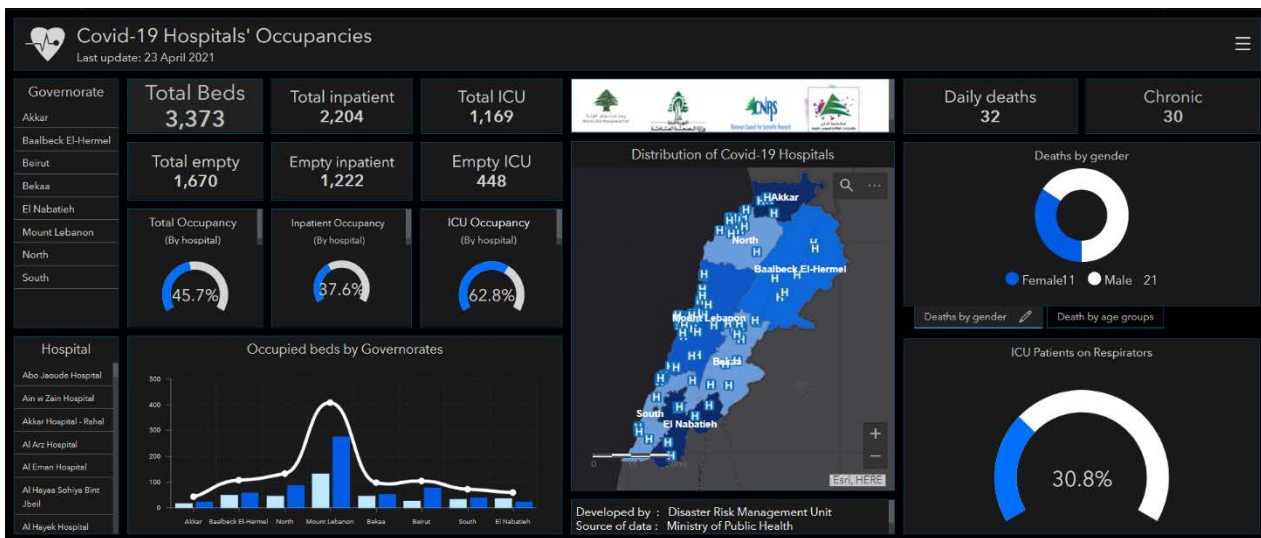 Covid-19 Hospitals' Occupancies
Last update: 23 April 2021
Governorate
Akkar
Baalbeck El-Hermel
Beirut
Bekaa
El Nabatieh
Mount Lebanon
North
South
Total Beds
3,373
Total inpatient
2,204
Total ICU
1,169
Total empty
1,670
Empty inpatient
1,222
Empty ICU
448
Total Occupancy
(By hospital)
45.7%
Inpatient Occupancy
(By hospital)
37.6%
ICU Occupancy
(By hospital)
62.8%
CNRS
National Council for Scientific Research
Distribution of Covid-19 Hospitals
Akkar
North
Baalbeck El-Hermel
Mount Lebanon
Bekaa
South
El Nabatieh
0
Esri, HERE
Developed by : Disaster Risk Management Unit
Source of data : Ministry of Public Health
Daily deaths
32
Chronic
30
Deaths by gender
Female11 Male 21
Deaths by gender
Death by age groups
ICU Patients on Respirators
30.8%
Hospital
Abo Jaoude Hospital
Ain w Zain Hospital
Akkar Hospital - Rahal
Al Arz Hospital
Al Eman Hospital
Al Hayaa Sohiya Bint
Jbeil
Al Hayek Hospital
Occupied beds by Governorates
500
400
300
200
100
0
Akkar Baalbeck El-Hermel North Mount Lebanon Bekaa Beirut South El Nabatieh